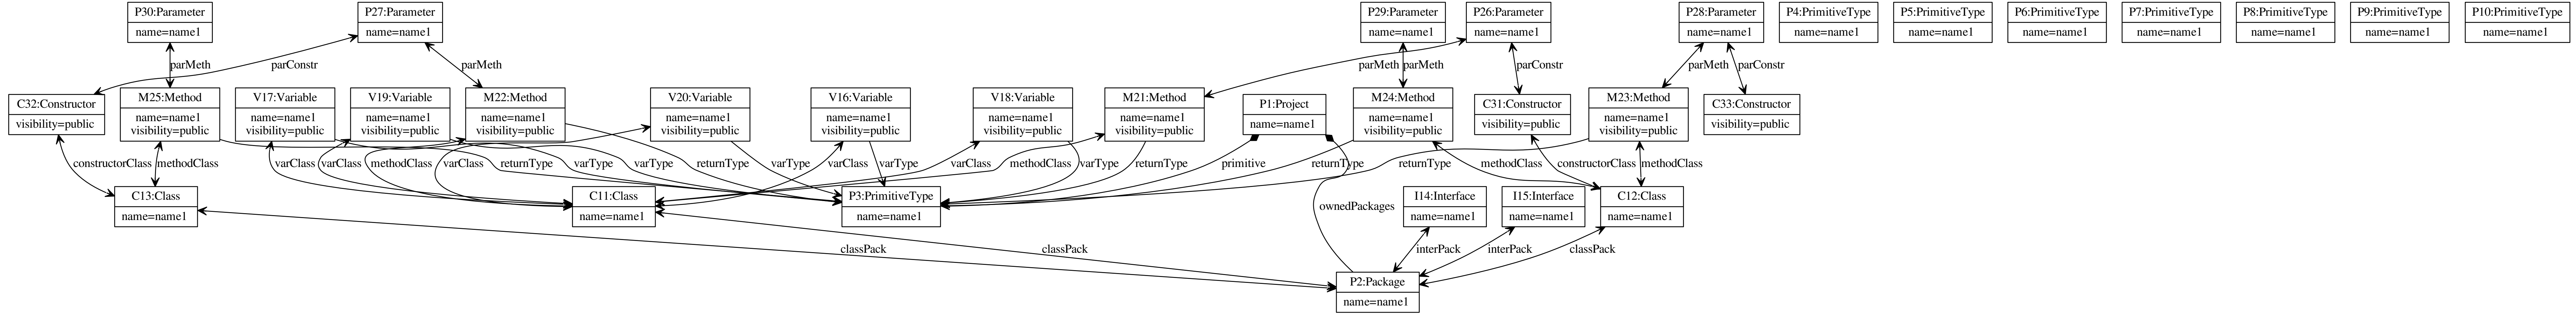 P30:Parameter
name=name1
P27:Parameter
name=name1
P29:Parameter
name=name1
P26:Parameter
name=name1
P28:Parameter
name=name1
P4:PrimitiveType
name=name1
P5:PrimitiveType
name=name1
P6:PrimitiveType
name=name1
P7:PrimitiveType
name=name1
P8:PrimitiveType
name=name1
P9:PrimitiveType
name=name1
P10:PrimitiveType
name=name1
parMeth
parConstr
parMeth
parMeth
parMeth
parConstr
parMeth
parConstr
C32:Constructor
visibility=public
M25:Method
name=name1
visibility=public
V17:Variable
name=name1
visibility=public
V19:Variable
name=name1
visibility=public
M22:Method
name=name1
visibility=public
V20:Variable
name=name1
visibility=public
V16:Variable
name=name1
visibility=public
V18:Variable
name=name1
visibility=public
M21:Method
name=name1
visibility=public
P1:Project
name=name1
M24:Method
name=name1
visibility=public
C31:Constructor
visibility=public
M23:Method
name=name1
visibility=public
C33:Constructor
visibility=public
constructorClass
methodClass
varClass
varClass
methodClass
varClass
returnType
varType
varType
returnType
varType
varClass
varType
varClass
methodClass
varType
returnType
primitive
returnType
returnType
methodClass
constructorClass
methodClass
C13:Class
name=name1
C11:Class
name=name1
P3:PrimitiveType
name=name1
ownedPackages
I14:Interface
name=name1
I15:Interface
name=name1
C12:Class
name=name1
classPack
classPack
interPack
interPack
classPack
P2:Package
name=name1